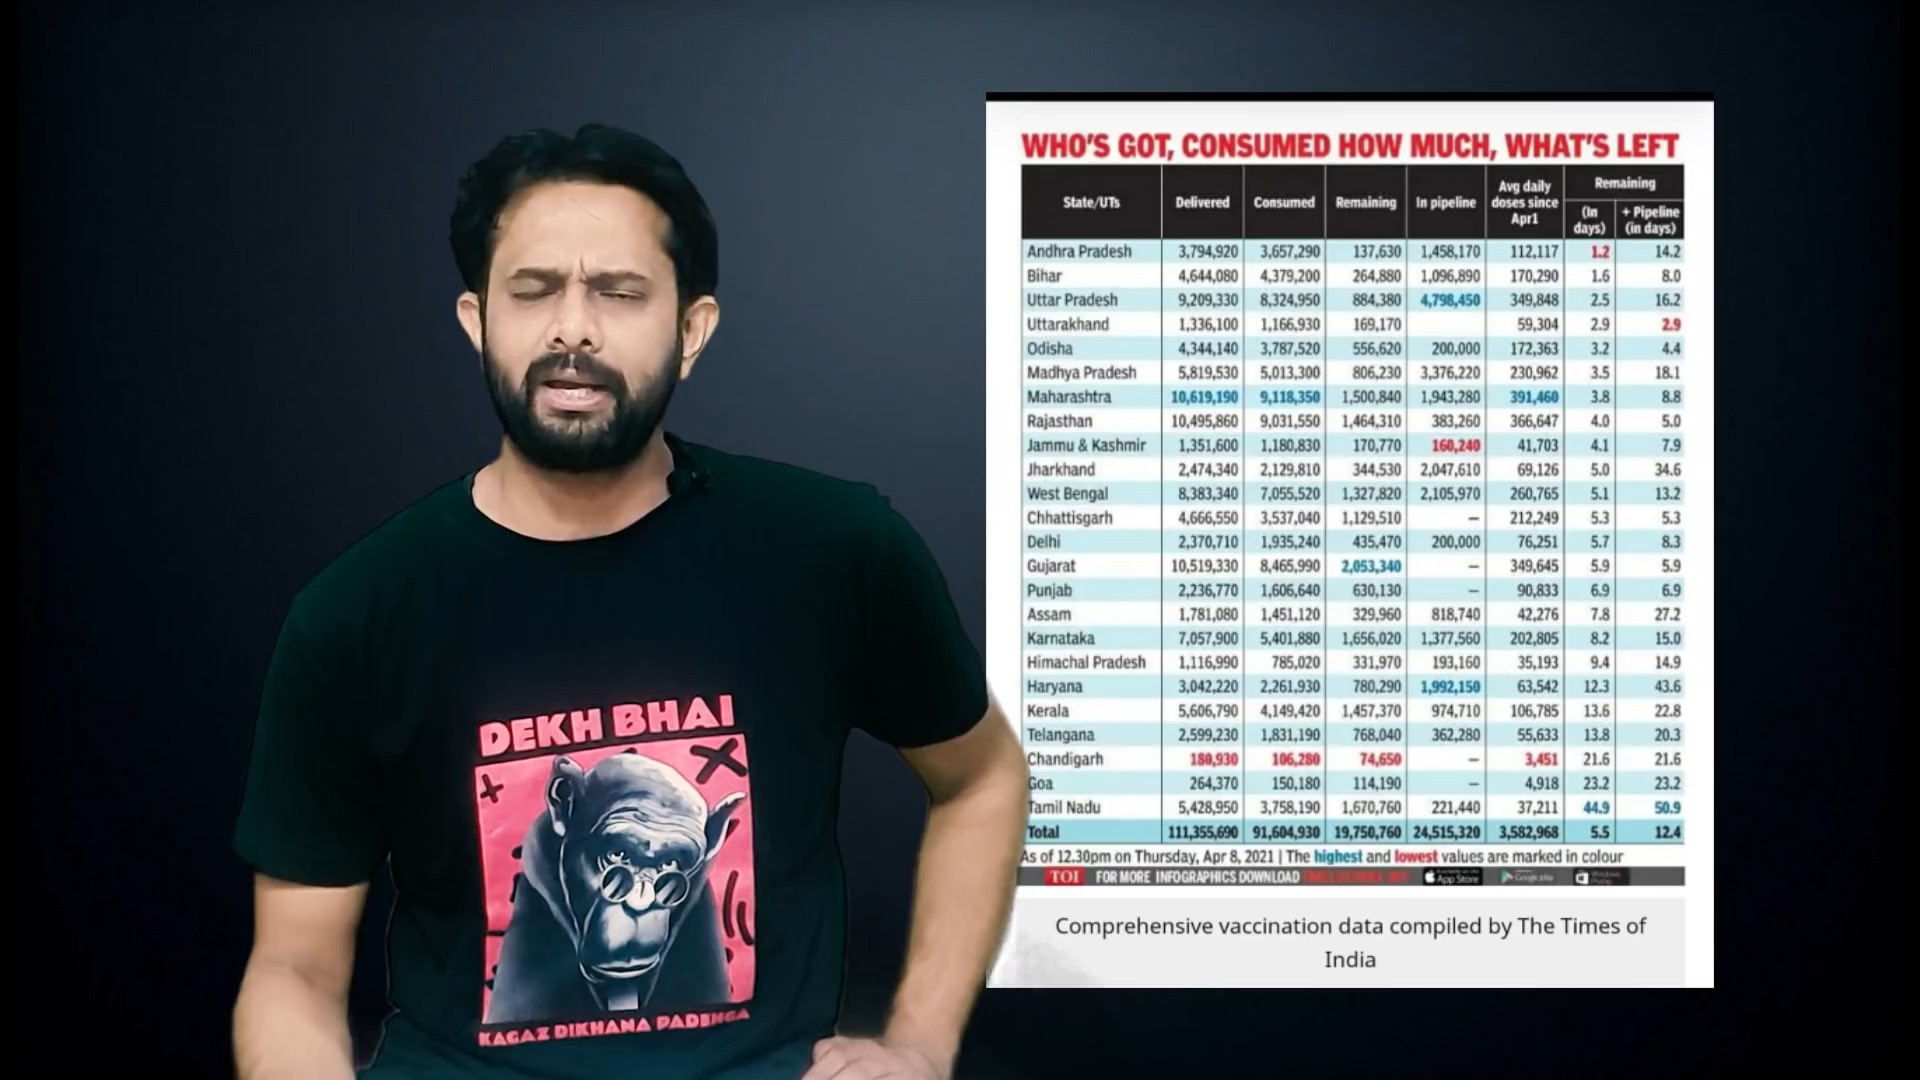 WHO'S GOT, CONSUMED HOW MUCH, WHAT'S LEFT
State/UTs Delivered Consumed Remaining In pipeline Avg daily doses since Apr1 Remaining (In days) + Pipeline (in days)
Andhra Pradesh 3,794,920 3,657,290 137,630 1,458,170 112,117 1.2 14.2
Bihar 4,644,080 4,379,200 264,880 1,096,890 170,290 1.6 8.0
Uttar Pradesh 9,209,330 8,324,950 884,380 4,798,450 349,848 2.5 16.2
Uttarakhand 1,336,100 1,166,930 169,170 59,304 2.9 2.9
Odisha 4,344,140 3,787,520 556,620 200,000 172,363 3.2 4.4
Madhya Pradesh 5,819,530 5,013,300 806,230 3,376,220 230,962 3.5 18.1
Maharashtra 10,619,190 9,118,350 1,500,840 1,943,280 391,460 3.8 8.8
Rajasthan 10,495,860 9,031,550 1,464,310 383,260 366,647 4.0 5.0
Jammu & Kashmir 1,351,600 1,180,830 170,770 160,240 41,703 4.1 7.9
Jharkhand 2,474,340 2,129,810 344,530 2,047,610 69,126 5.0 34.6
West Bengal 8,383,340 7,055,520 1,327,820 2,105,970 260,765 5.1 13.2
Chhattisgarh 4,666,550 3,537,040 1,129,510 – 212,249 5.3 5.3
Delhi 2,370,710 1,935,240 435,470 200,000 76,251 5.7 8.3
Gujarat 10,519,330 8,465,990 2,053,340 – 349,645 5.9 5.9
Punjab 2,236,770 1,606,640 630,130 – 90,833 6.9 6.9
Assam 1,781,080 1,451,120 329,960 818,740 42,276 7.8 27.2
Karnataka 7,057,900 5,401,880 1,656,020 1,377,560 202,805 8.2 15.0
Himachal Pradesh 1,116,990 785,020 331,970 193,160 35,193 9.4 14.9
Haryana 3,042,220 2,261,930 780,290 1,992,150 63,542 12.3 43.6
Kerala 5,606,790 4,149,420 1,457,370 974,710 106,785 13.6 22.8
Telangana 2,599,230 1,831,190 768,040 362,280 55,633 13.8 20.3
Chandigarh 180,930 106,280 74,650 – 3,451 21.6 21.6
Goa 264,370 150,180 114,190 – 4,918 23.2 23.2
Tamil Nadu 5,428,950 3,758,190 1,670,760 221,440 37,211 44.9 50.9
Total 111,355,690 91,604,930 19,750,760 24,515,320 3,582,968 5.5 12.4
As of 12.30pm on Thursday, Apr 8, 2021 | The highest and lowest values are marked in colour
TOI FOR MORE INFOGRAPHICS DOWNLOAD App Store Google play
Comprehensive vaccination data compiled by The Times of
India
DEKH BHAI
KAGAZ DIKHANA PADENGA